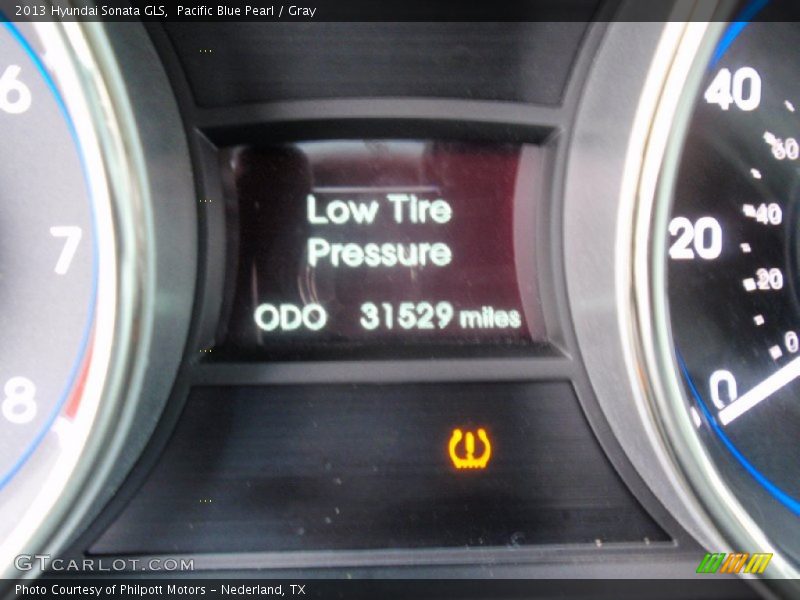 2013 Hyundai Sonata GLS,  Pacific Blue Pearl / Gray
6
7
8
Low Tire
Pressure
ODO 31529 miles
40
20
0
60
40
20
0
GTCARLOT.COM
Photo Courtesy of Philpott Motors - Nederland, TX